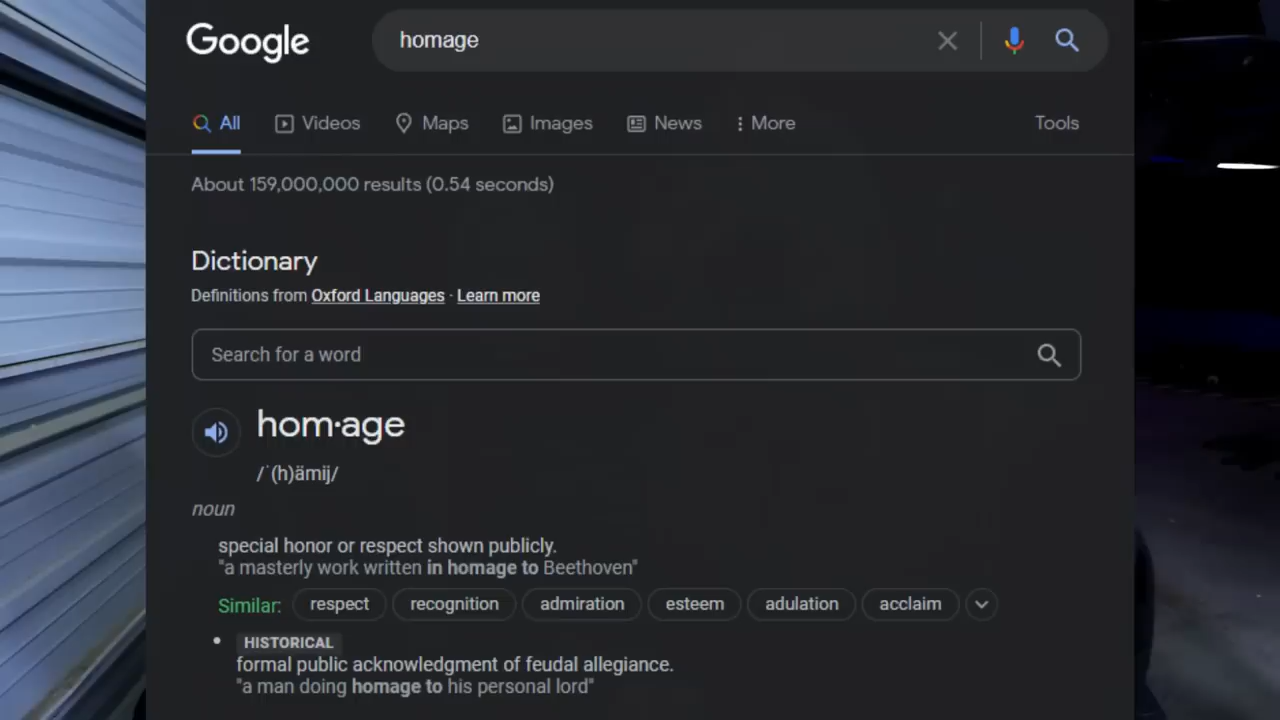 Google homage
All Videos Maps Images News More Tools
About 159,000,000 results (0.54 seconds)
Dictionary
Definitions from Oxford Languages · Learn more
Search for a word
hom·age
/ˈ(h)ämij/
noun
special honor or respect shown publicly.
"a masterly work written in homage to Beethoven"
Similar: respect recognition admiration esteem adulation acclaim
• HISTORICAL
formal public acknowledgment of feudal allegiance.
"a man doing homage to his personal lord"